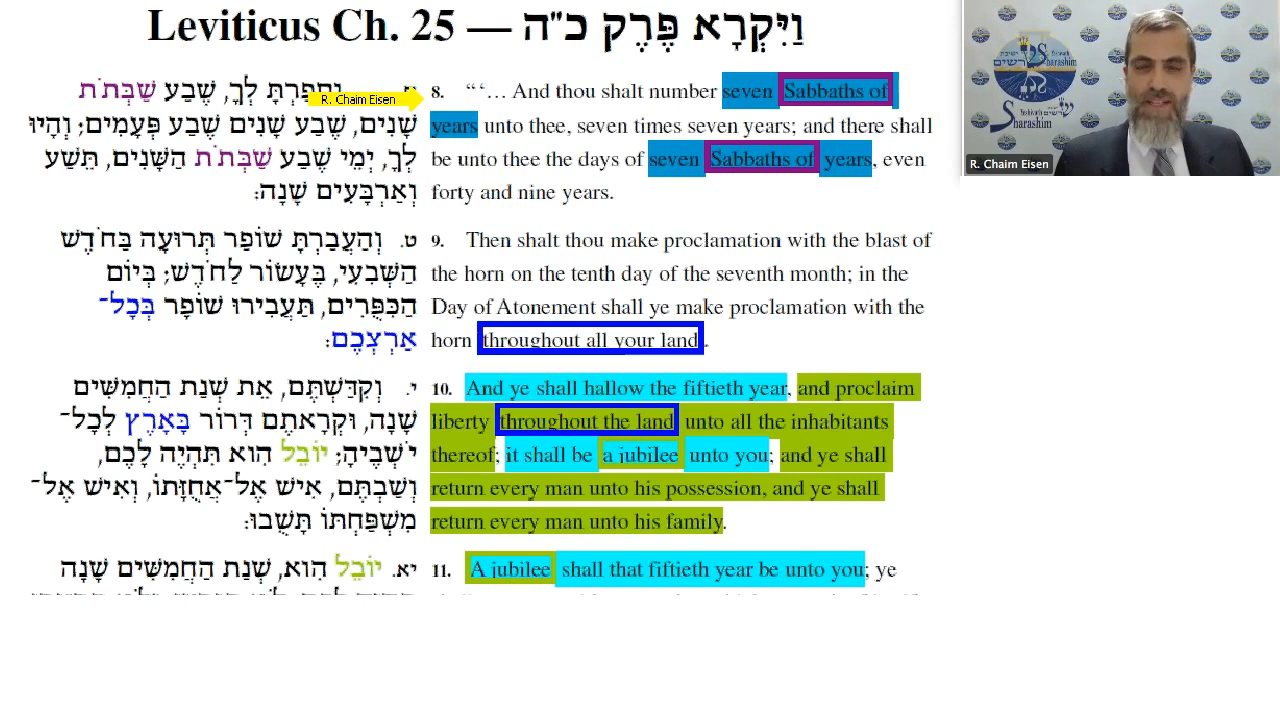 Leviticus Ch. 25 — וַיִּקְרָא פֶּרֶק כ"ה
שֶׁבַע שַׁבְּתֹת
שָׁנִים, שֶׁבַע שָׁנִים שֶׁבַע פְּעָמִים; וְהָיוּ
לְךָ, יְמֵי שֶׁבַע שַׁבְּתֹת הַשָּׁנִים, תֵּשַׁע
וְאַרְבָּעִים שָׁנָה:
ט. וְהַעֲבַרְתָּ שׁוֹפַר תְּרוּעָה בַּחֹדֶשׁ
הַשְּׁבִעִי, בֶּעָשׂוֹר לַחֹדֶשׁ; בְּיוֹם
הַכִּפֻּרִים, תַּעֲבִירוּ שׁוֹפָר בְּכָל־
אַרְצְכֶם:
י. וְקִדַּשְׁתֶּם, אֵת שְׁנַת הַחֲמִשִּׁים
שָׁנָה, וּקְרָאתֶם דְּרוֹר בָּאָרֶץ לְכָל־
יֹשְׁבֶיהָ; יוֹבֵל הִוא תִּהְיֶה לָכֶם,
וְשַׁבְתֶּם, אִישׁ אֶל־אֲחֻזָּתוֹ, וְאִישׁ אֶל־
מִשְׁפַּחְתּוֹ תָּשֻׁבוּ:
יא. יוֹבֵל הִוא, שְׁנַת הַחֲמִשִּׁים שָׁנָה
R. Chaim Eisen
8. “ ‘… And thou shalt number seven Sabbaths of
years unto thee, seven times seven years; and there shall
be unto thee the days of seven Sabbaths of years, even
forty and nine years.
9. Then shalt thou make proclamation with the blast of
the horn on the tenth day of the seventh month; in the
Day of Atonement shall ye make proclamation with the
horn throughout all your land.
10. And ye shall hallow the fiftieth year, and proclaim
liberty throughout the land unto all the inhabitants
thereof; it shall be a jubilee unto you; and ye shall
return every man unto his possession, and ye shall
return every man unto his family.
11. A jubilee shall that fiftieth year be unto you; ye
Sharashim
Sharashim
R. Chaim Eisen